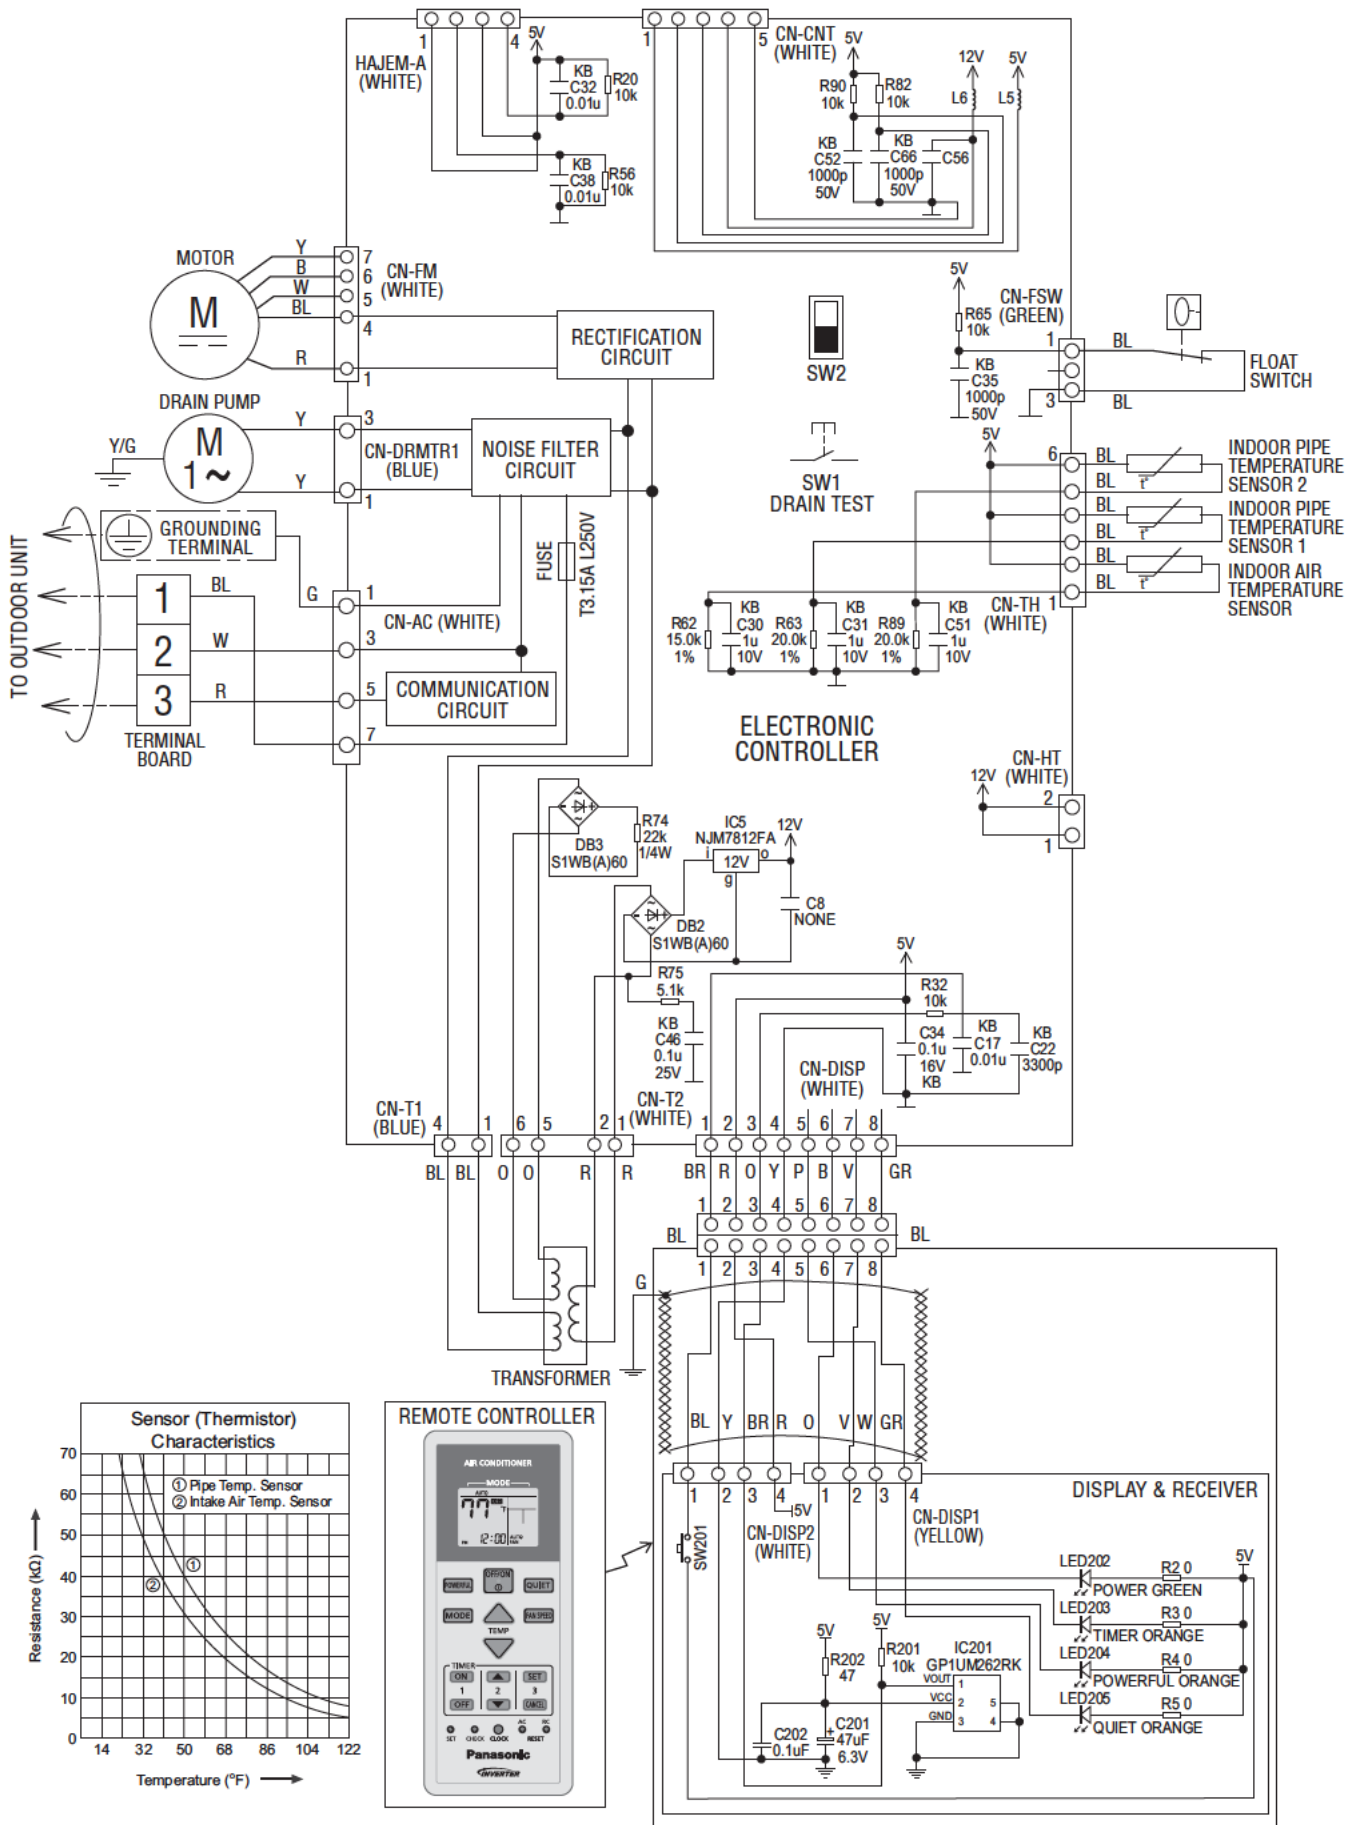 HAJEM-A
(WHITE)
1
4
5V
KB
C32
0.01u
R20
10k
KB
C38
0.01u
R56
10k
1
5
CN-CNT
(WHITE)
5V
12V
5V
R90
10k
R82
10k
L6
L5
KB
C52
1000p
50V
KB
C66
1000p
50V
C56
MOTOR
M
Y
B
W
BL
R
7
6
5
4
1
CN-FM
(WHITE)
RECTIFICATION
CIRCUIT
SW2
5V
R65
10k
CN-FSW
(GREEN)
KB
C35
1000p
50V
1
3
BL
BL
FLOAT
SWITCH
DRAIN PUMP
M
1~
Y/G
Y
Y
3
1
CN-DRMTR1
(BLUE)
NOISE FILTER
CIRCUIT
SW1
DRAIN TEST
5V
6
1
BL
BL
BL
BL
BL
BL
t°
t°
t°
INDOOR PIPE
TEMPERATURE
SENSOR 2
INDOOR PIPE
TEMPERATURE
SENSOR 1
INDOOR AIR
TEMPERATURE
SENSOR
CN-TH
(WHITE)
TO OUTDOOR UNIT
GROUNDING
TERMINAL
FUSE
T3.15A L250V
1
2
3
BL
W
R
G
TERMINAL
BOARD
1
3
5
7
CN-AC (WHITE)
COMMUNICATION
CIRCUIT
R62
15.0k
1%
KB
C30
1u
10V
R63
20.0k
1%
KB
C31
1u
10V
R89
20.0k
1%
KB
C51
1u
10V
ELECTRONIC
CONTROLLER
CN-HT
(WHITE)
12V
2
1
DB3
S1WB(A)60
R74
22k
1/4W
IC5
NJM7812FA
i
12V
o
g
12V
C8
NONE
DB2
S1WB(A)60
R75
5.1k
KB
C46
0.1u
25V
5V
R32
10k
C34
0.1u
16V
KB
KB
C17
0.01u
KB
C22
3300p
CN-DISP
(WHITE)
CN-T1
(BLUE)
4
1
CN-T2
(WHITE)
6
5
2
1
1 2 3 4 5 6 7 8
BL BL O O R R
BR R O Y P B V GR
1 2 3 4 5 6 7 8
BL
BL
1 2 3 4 5 6 7 8
G
TRANSFORMER
BL Y BR R O V W GR
1 2 3 4
1 2 3 4
5V
CN-DISP2
(WHITE)
CN-DISP1
(YELLOW)
DISPLAY & RECEIVER
SW201
LED202
R2 0
5V
POWER GREEN
LED203
R3 0
TIMER ORANGE
LED204
R4 0
POWERFUL ORANGE
LED205
R5 0
QUIET ORANGE
5V
R202
47
5V
R201
10k
IC201
GP1UM262RK
VOUT
VCC
GND
1
2
3
5
4
C202
0.1uF
+
C201
47uF
6.3V
Sensor (Thermistor)
Characteristics
① Pipe Temp. Sensor
② Intake Air Temp. Sensor
①
②
Resistance (kΩ)
70
60
50
40
30
20
10
0
14 32 50 68 86 104 122
Temperature (°F)
REMOTE CONTROLLER
AIR CONDITIONER
MODE
AUTO
77
°F
12:00
AUTO
FAN
POWERFUL
OFF/ON
QUIET
MODE
TEMP
FAN SPEED
TIMER
ON
SET
1
2
3
OFF
CANCEL
SET
CHECK
CLOCK
AC
RC
RESET
Panasonic
INVERTER